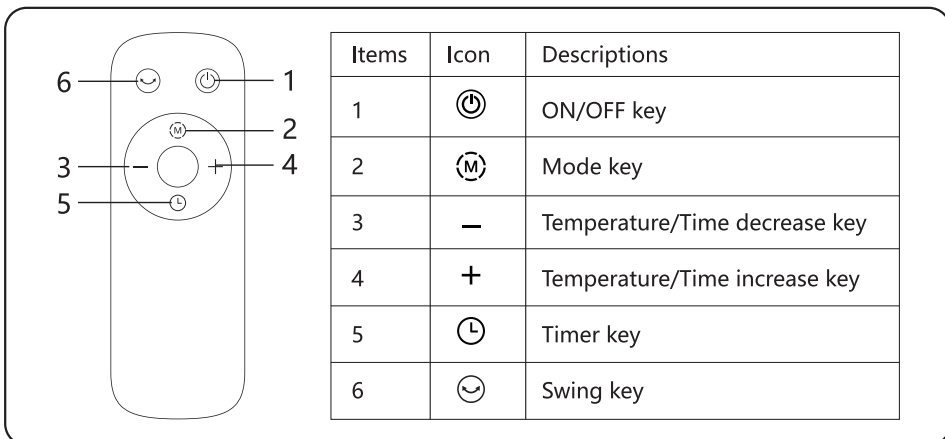 6 1
M 2
3 − + 4
5
Items Icon Descriptions
1 ON/OFF key
2 M Mode key
3 − Temperature/Time decrease key
4 + Temperature/Time increase key
5 Timer key
6 Swing key